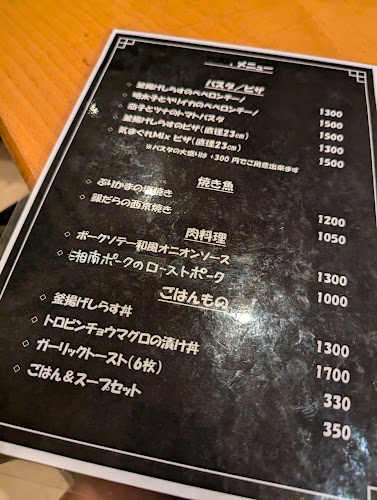 メニュー
パスタ/ピザ
◇ 釜揚げしらすのペペロンチーノ 1300
◇ 明太子とヤリイカのペペロンチーノ 1500
◇ 茄子とツナのトマトパスタ 1500
◇ 釜揚げしらすのピザ(直径23cm) 1300
◇ 気まぐれMixピザ(直径23cm) 1500
※パスタの大盛りは+300円でご用意出来ます
焼き魚
◇ ぶりかまの塩焼き 1200
◇ 銀だらの西京焼き 1050
肉料理
◇ ポークソテー和風オニオンソース 1300
◇ 湘南ポークのローストポーク 1000
ごはんもの
◇ 釜揚げしらす丼 1300
◇ トロビンチョウマグロの漬け丼 1700
◇ ガーリックトースト(6枚) 330
◇ ごはん&スープセット 350